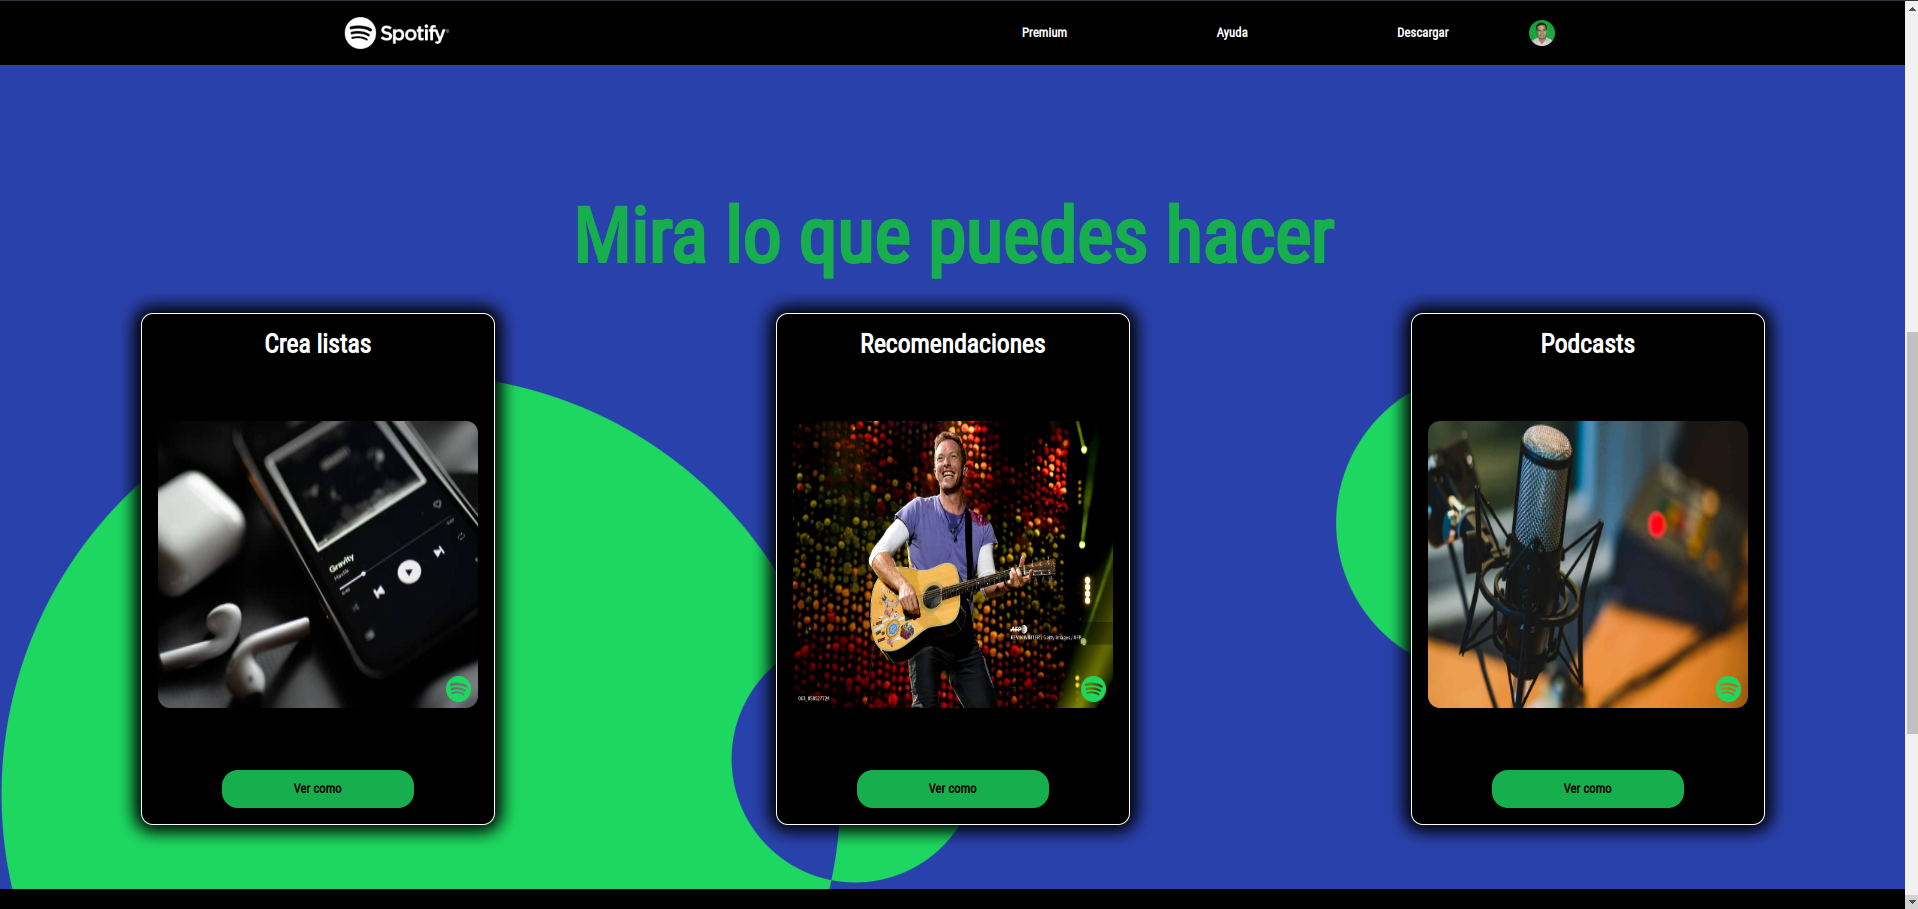 Spotify
Premium
Ayuda
Descargar
Mira lo que puedes hacer
Crea listas
Recomendaciones
Podcasts
Gravity
AFP
063_858527724
Ver como
Ver como
Ver como